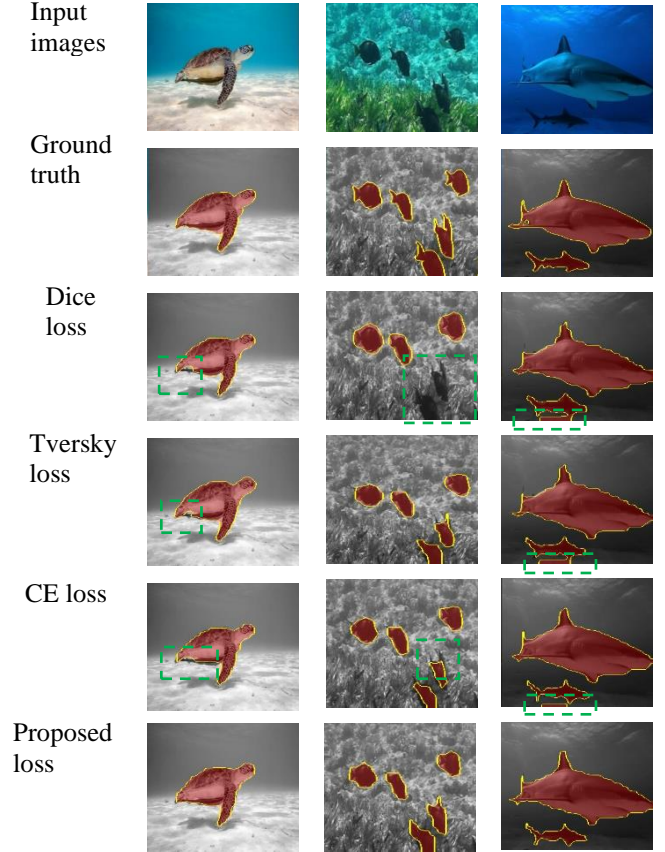 Input
images
Ground
truth
Dice
loss
Tversky
loss
CE loss
Proposed
loss